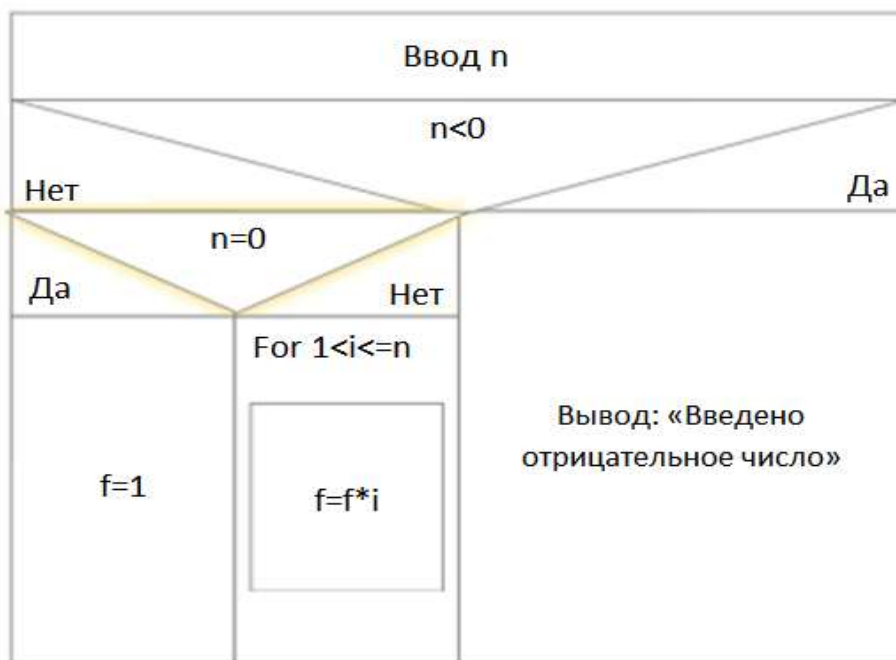 Ввод n
n<0
Нет
Да
n=0
Да
Нет
For 1<i<=n
f=1
f=f*i
Вывод: «Введено
отрицательное число»